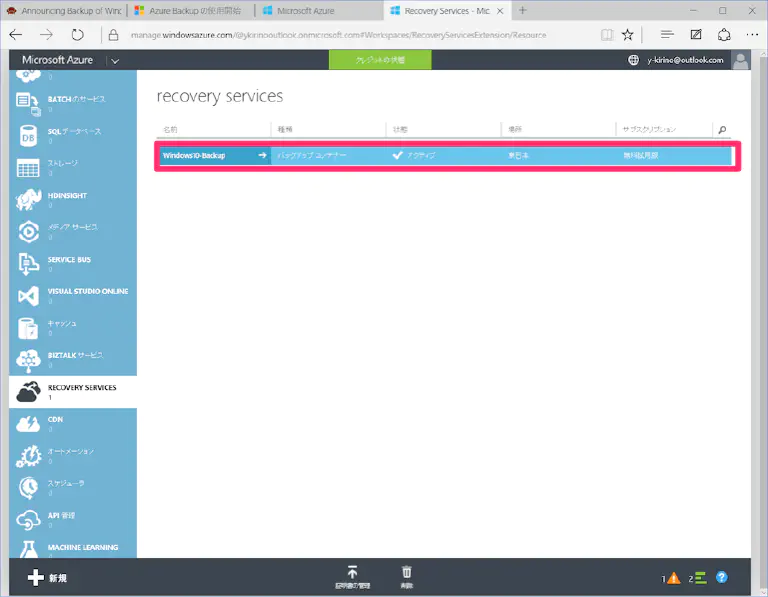 Announcing Backup of Winc
Azure Backup の使用開始
Microsoft Azure
Recovery Services - Mic
manage.windowsazure.com/@ykirinooutlook.onmicrosoft.com#Workspaces/RecoveryServicesExtension/Resource
Microsoft Azure
クレジットの状態
y-kirino@outlook.com
0
BATCH のサービス
0
SQL データベース
0
ストレージ
0
HDINSIGHT
0
メディア サービス
0
SERVICE BUS
0
VISUAL STUDIO ONLINE
0
キャッシュ
0
BIZTALK サービス
0
RECOVERY SERVICES
1
CDN
0
オートメーション
0
スケジューラ
0
API 管理
0
MACHINE LEARNING
recovery services
名前 種類 状態 場所 サブスクリプション
Windows10-Backup バックアップ コンテナー アクティブ 東日本 無料試用版
新規
証明書の管理
削除
1
2